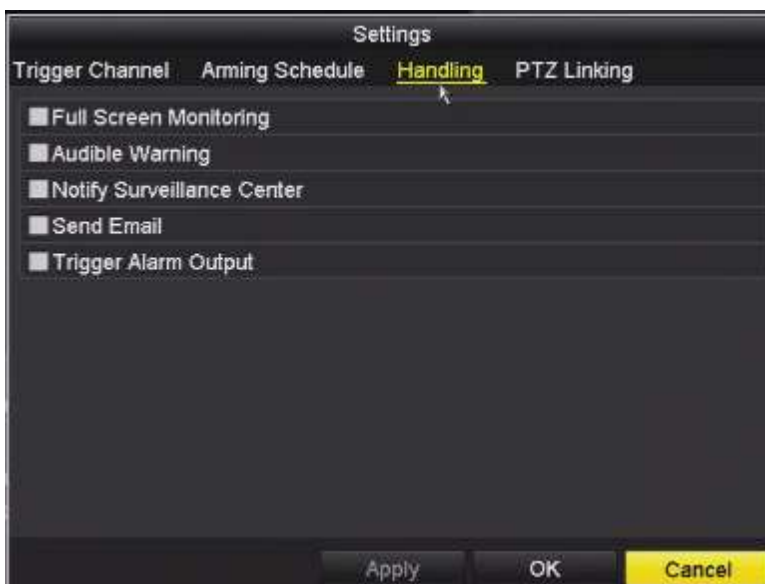 Settings
Trigger Channel Arming Schedule Handling PTZ Linking
Full Screen Monitoring
Audible Warning
Notify Surveillance Center
Send Email
Trigger Alarm Output
Apply OK Cancel